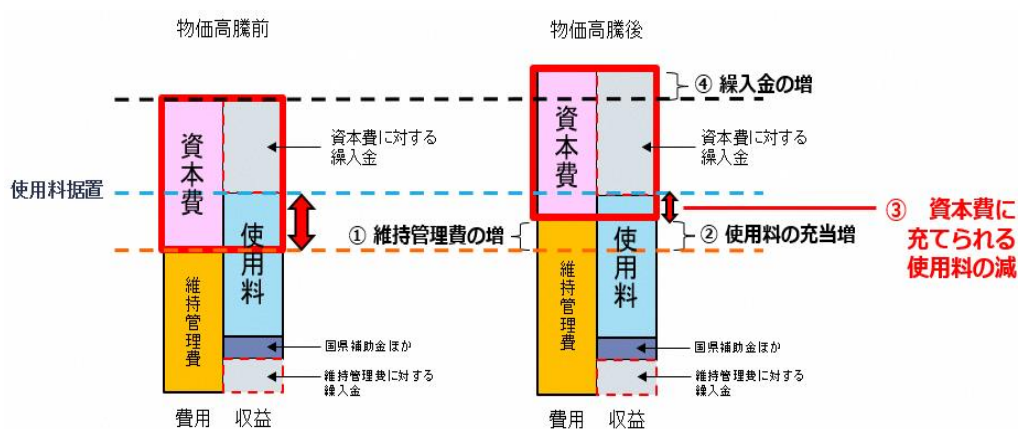 物価高騰前
物価高騰後
④ 繰入金の増
資本費
資本費に対する
繰入金
資本費
資本費に対する
繰入金
使用料据置
③ 資本費に
充てられる
使用料の減
① 維持管理費の増
② 使用料の充当増
使用料
使用料
維持管理費
維持管理費
国県補助金ほか
国県補助金ほか
維持管理費に対する
繰入金
維持管理費に対する
繰入金
費用 収益
費用 収益